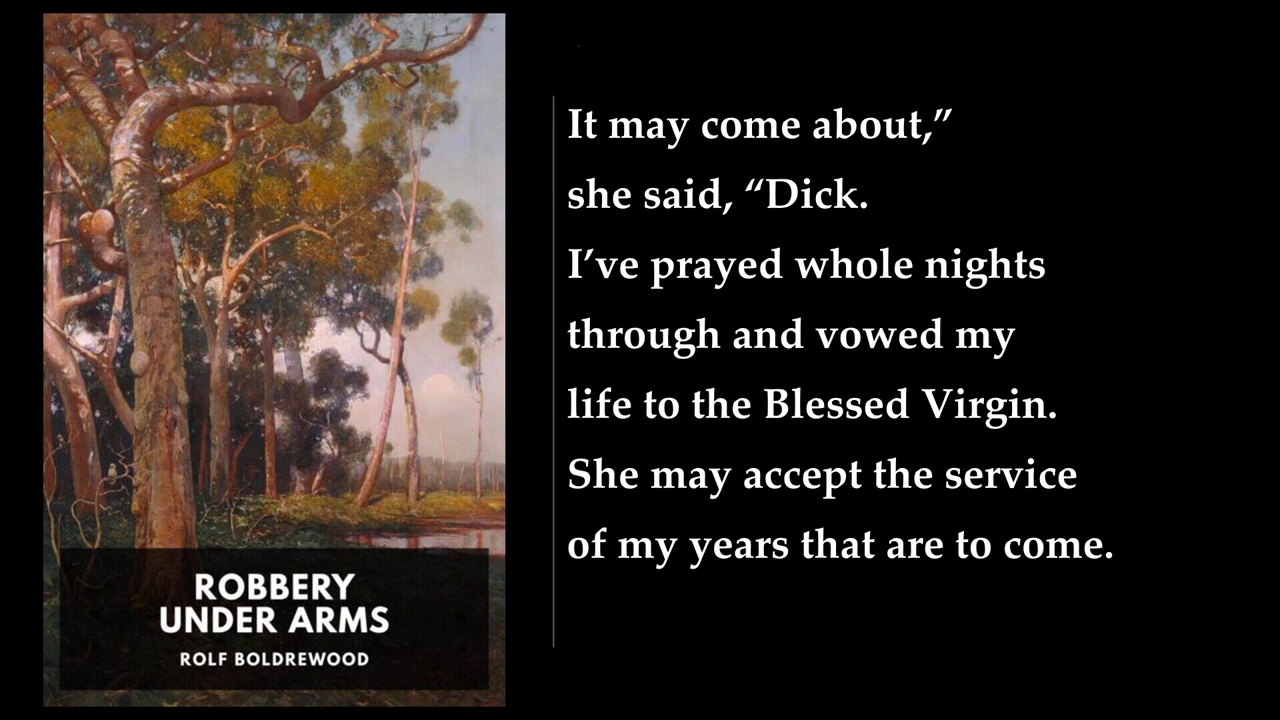 ROBBERY
UNDER ARMS
ROLF BOLDREWOOD
It may come about,”
she said, “Dick.
I’ve prayed whole nights
through and vowed my
life to the Blessed Virgin.
She may accept the service
of my years that are to come.